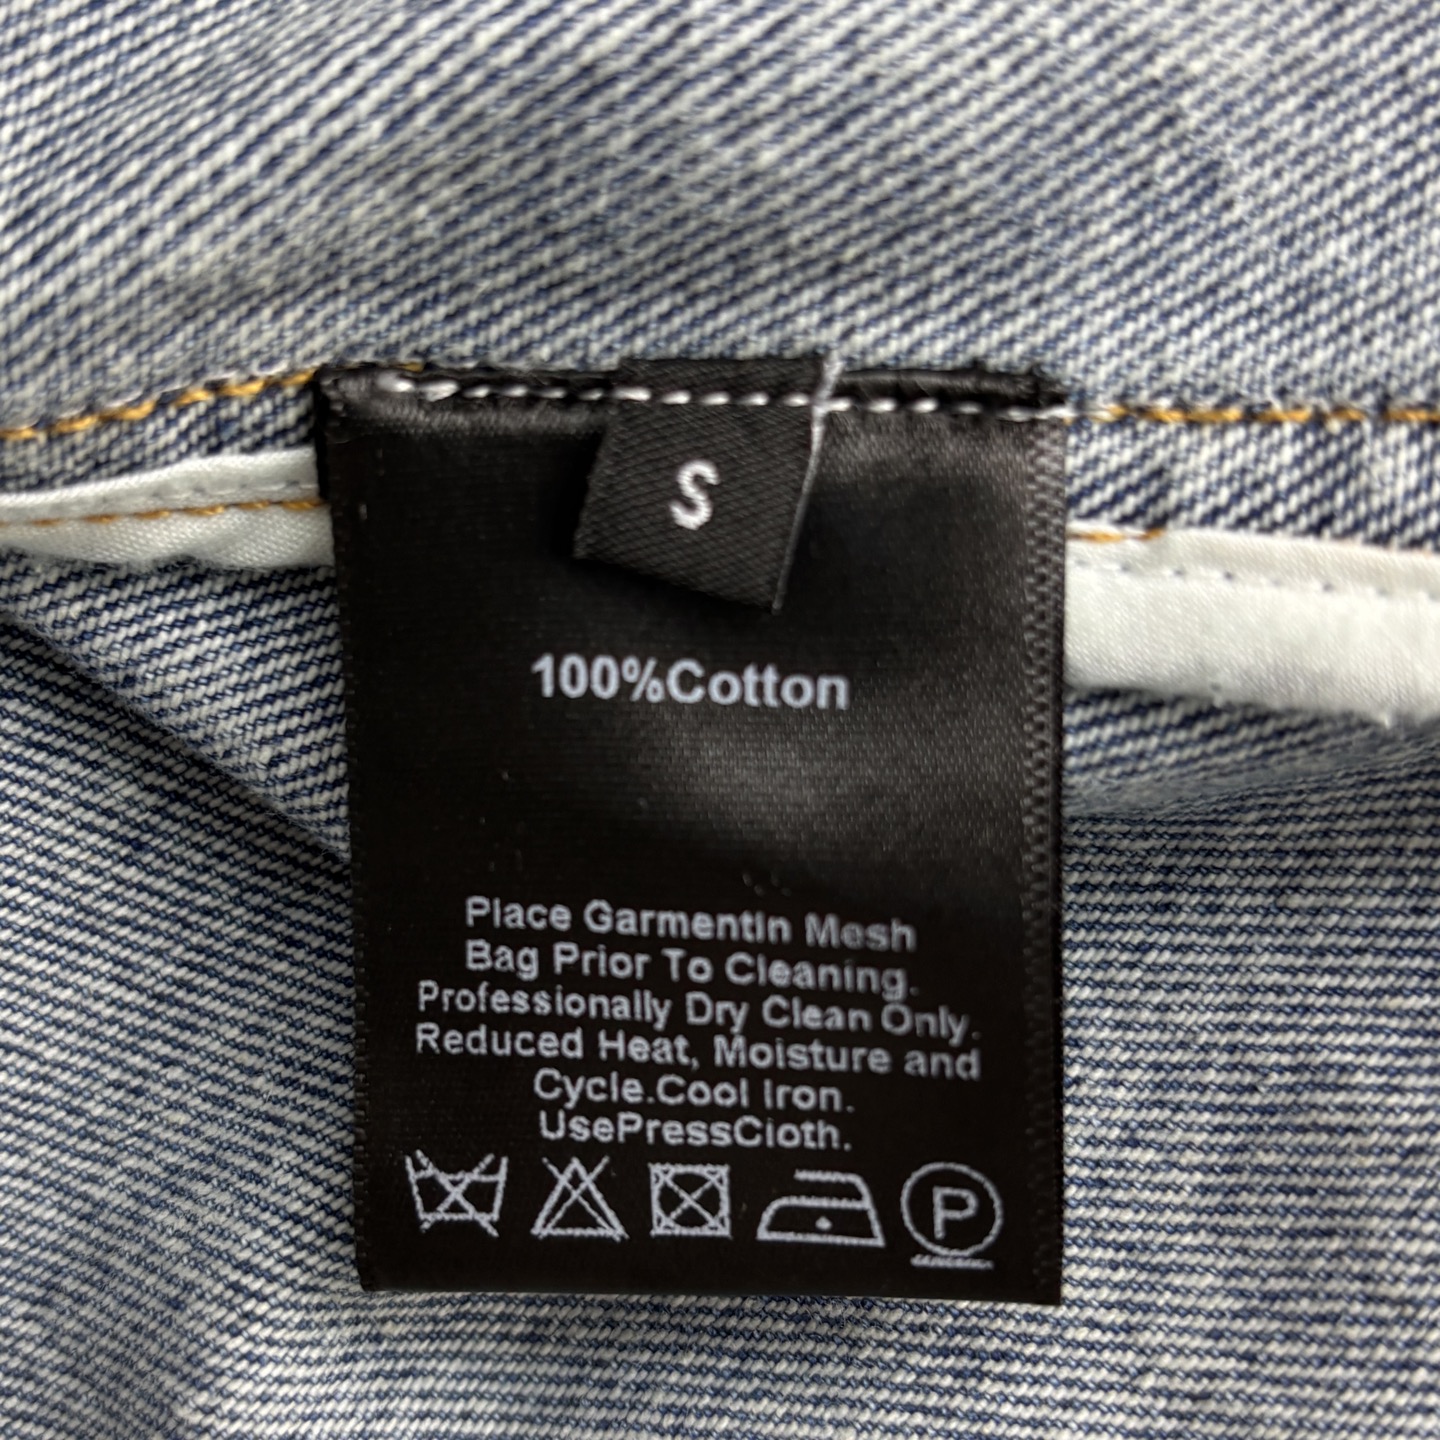 S
100%Cotton
Place GarmentIn Mesh
Bag Prior To Cleaning.
Professionally Dry Clean Only.
Reduced Heat, Moisture and
Cycle.Cool Iron.
UsePressCloth.
P